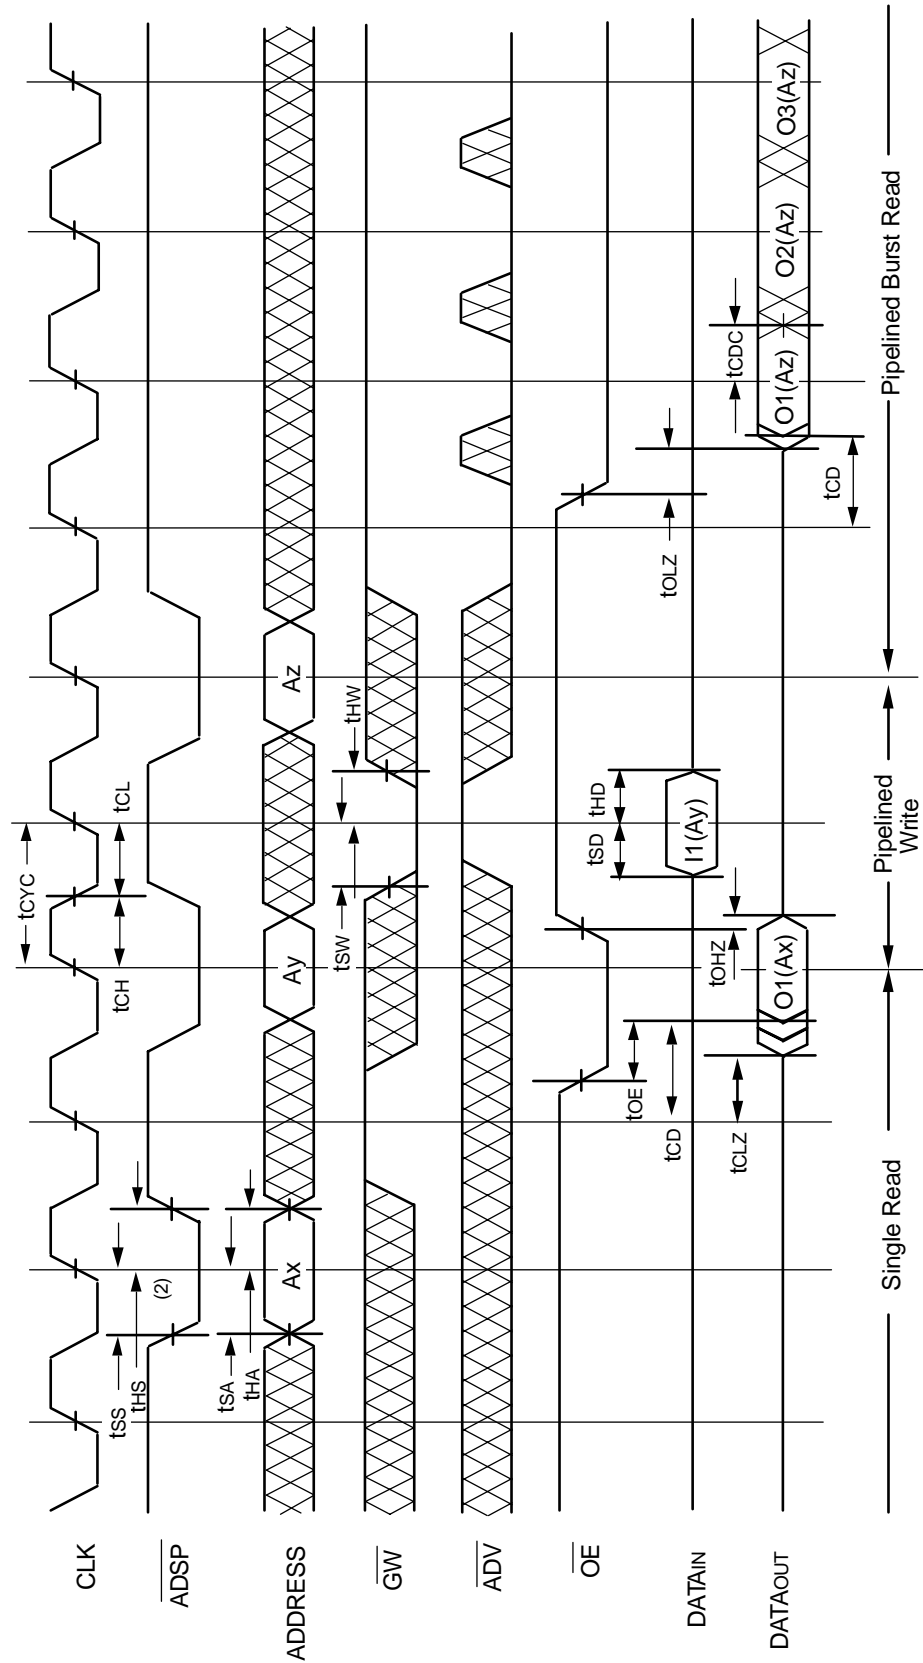 CLK
tCYC
tCH
tCL
ADSP
tSS
tHS
(2)
ADDRESS
tSA
tHA
Ax
Ay
Az
GW
tSW
tHW
ADV
OE
tOE
tOHZ
tOLZ
DATAIN
tSD
tHD
I1(Ay)
tCD
tCLZ
DATAOUT
O1(Ax)
O1(Az)
O2(Az)
O3(Az)
tCDC
tCD
Single Read
Pipelined
Write
Pipelined Burst Read